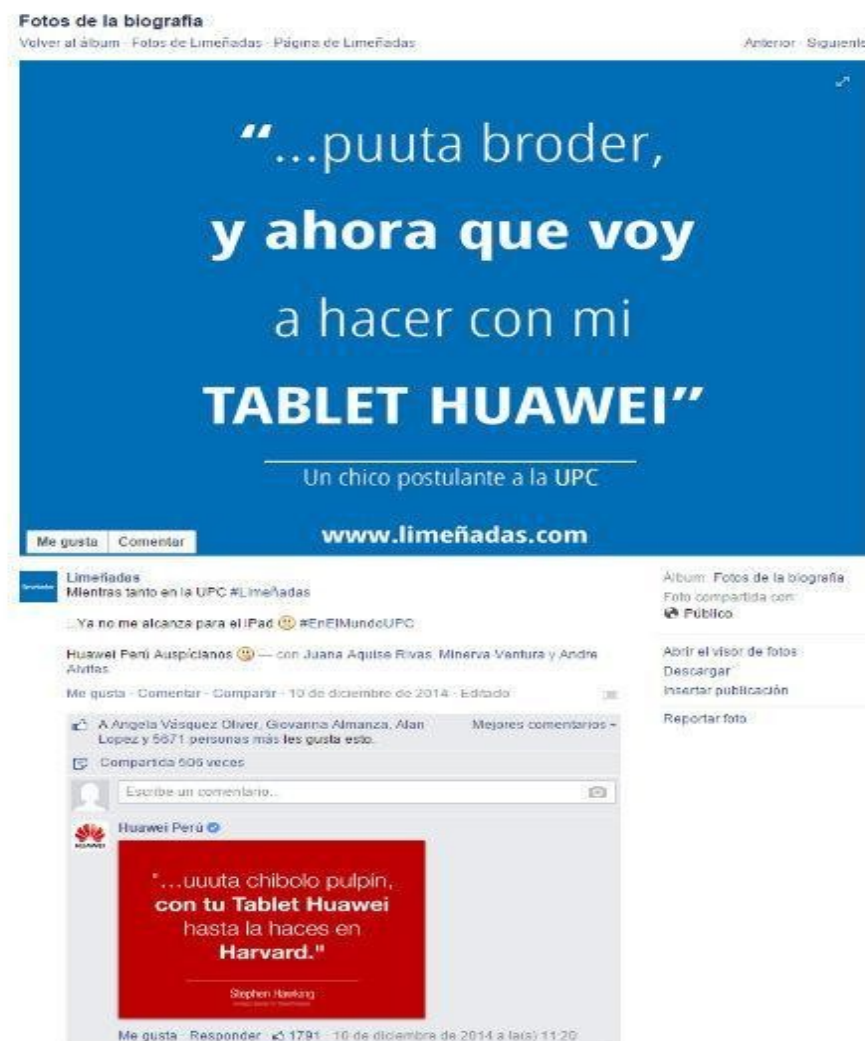 Fotos de la biografía
Volver al álbum · Fotos de Limeñadas · Página de Limeñadas
Anterior · Siguiente
“...puuta broder,
y ahora que voy
a hacer con mi
TABLET HUAWEI”
Un chico postulante a la UPC
www.limeñadas.com
Me gusta Comentar
Limeñadas
Mientras tanto en la UPC #Limeñadas
...Ya no me alcanza para el iPad #EnElMundoUPC
Huawei Perú Auspícianos — con Juana Aquise Rivas, Minerva Ventura y Andre
Alvites.
Me gusta · Comentar · Compartir · 10 de diciembre de 2014 · Editado
Álbum: Fotos de la biografía
Foto compartida con:
Público
Abrir el visor de fotos
Descargar
Insertar publicación
Reportar foto
A Angela Vásquez Oliver, Giovanna Almanza, Alan
Lopez y 5671 personas más les gusta esto.
Mejores comentarios
Compartida 606 veces
Escribe un comentario...
HUAWEI
Huawei Perú
"...uuuta chibolo pulpín,
con tu Tablet Huawei
hasta la haces en
Harvard."
Stephen Hawking
Me gusta · Responder · 1791 · 10 de diciembre de 2014 a la(s) 11:20